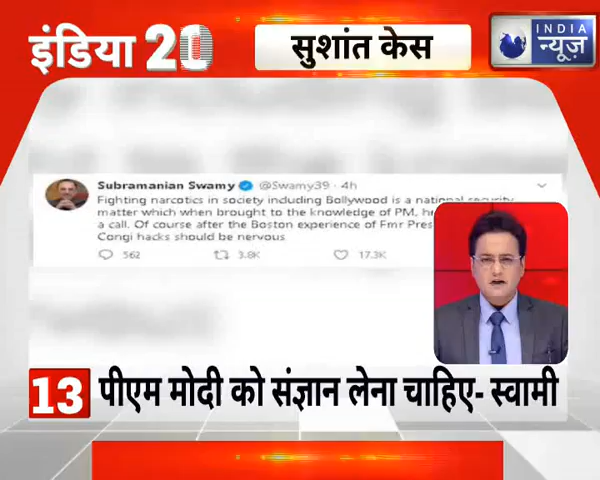 इंडिया 20
सुशांत केस
INDIA
न्यूज़
Subramanian Swamy @Swamy39 · 4h
Fighting narcotics in society including Bollywood is a national security
matter which when brought to the knowledge of PM,
a call. Of course after the Boston experience of Fmr
Congi hacks should be nervous
562 3.8K 17.3K
13 पीएम मोदी को संज्ञान लेना चाहिए- स्वामी